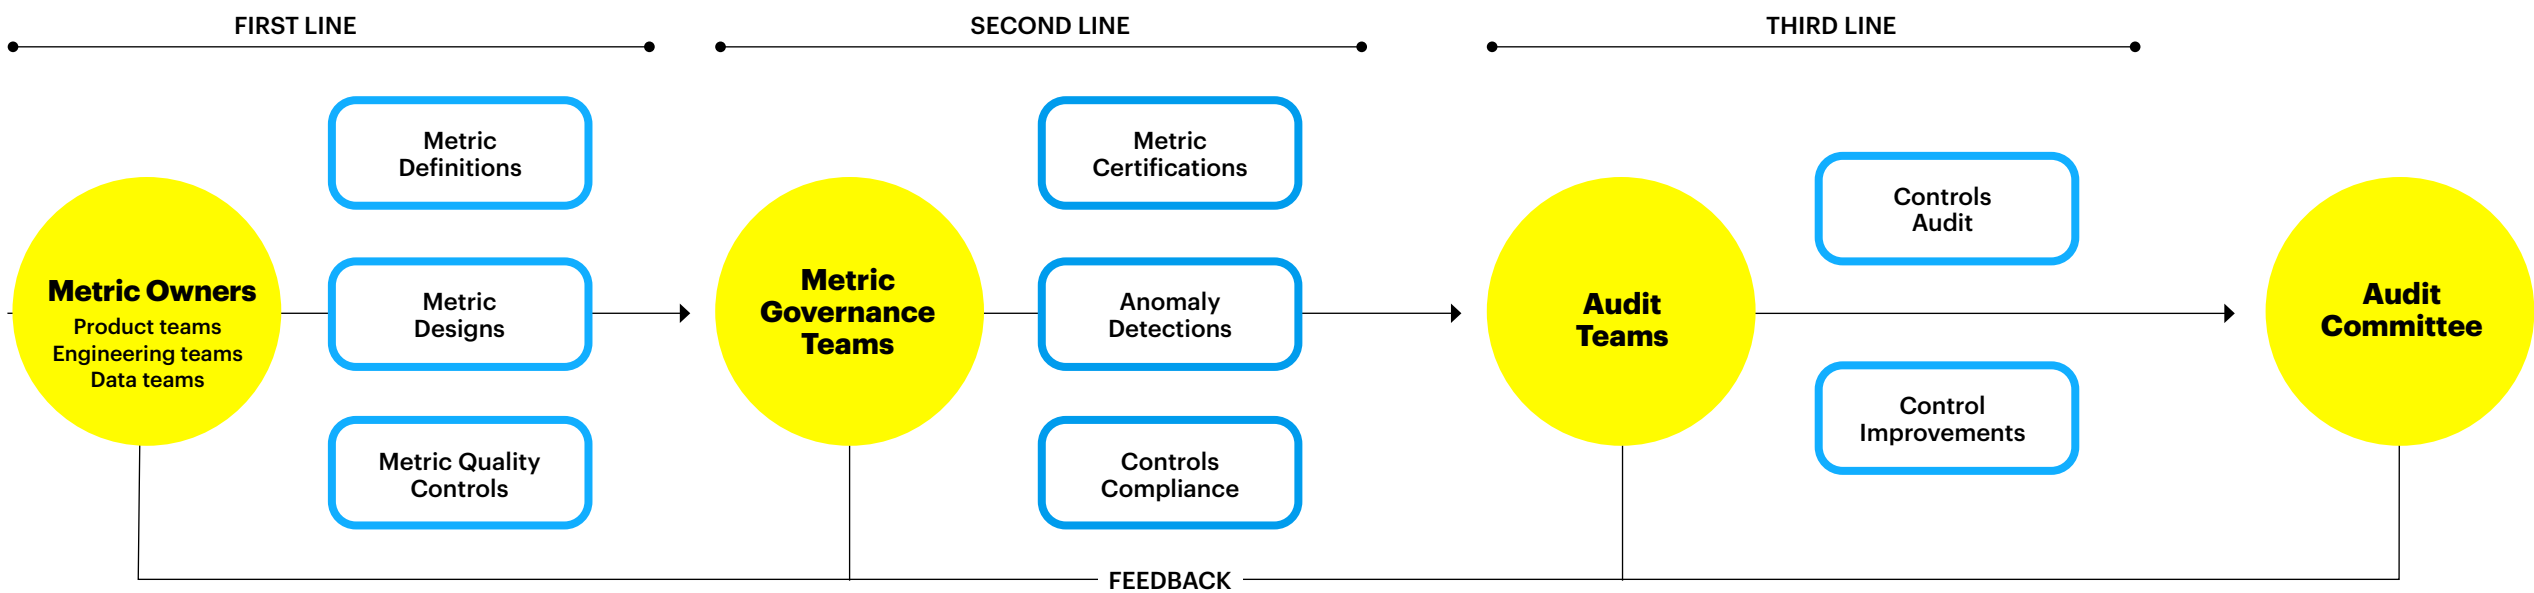 FIRST LINE
SECOND LINE
THIRD LINE
Metric Owners
Product teams
Engineering teams
Data teams
Metric
Definitions
Metric
Designs
Metric Quality
Controls
Metric
Governance
Teams
Metric
Certifications
Anomaly
Detections
Controls
Compliance
Audit
Teams
Controls
Audit
Control
Improvements
Audit
Committee
FEEDBACK